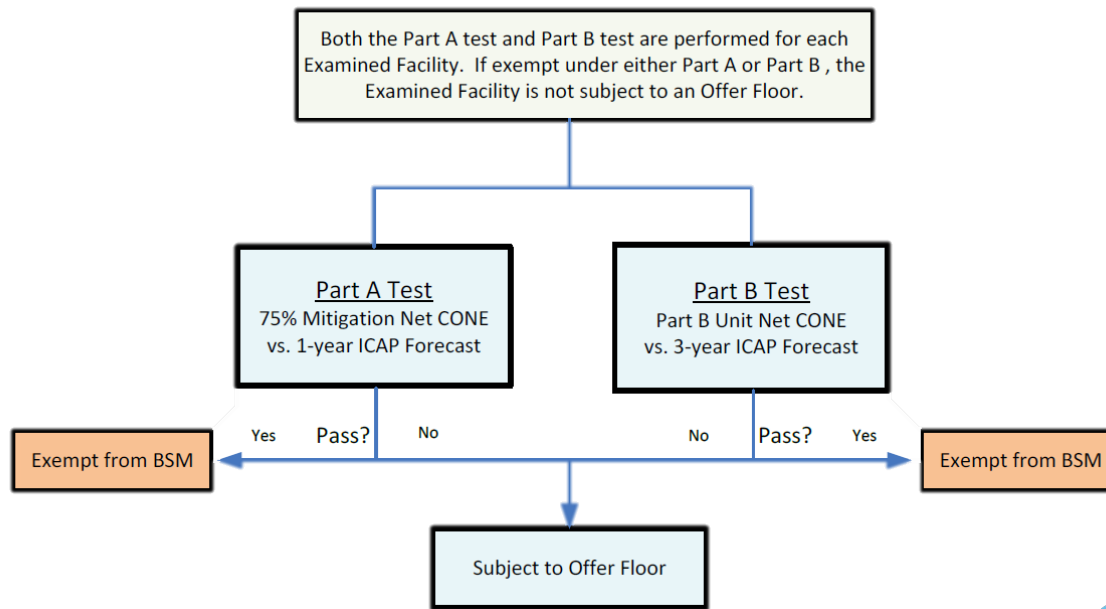 Both the Part A test and Part B test are performed for each
Examined Facility. If exempt under either Part A or Part B , the
Examined Facility is not subject to an Offer Floor.
Part A Test
75% Mitigation Net CONE
vs. 1-year ICAP Forecast
Part B Test
Part B Unit Net CONE
vs. 3-year ICAP Forecast
Yes Pass? No
No Pass? Yes
Exempt from BSM
Exempt from BSM
Subject to Offer Floor